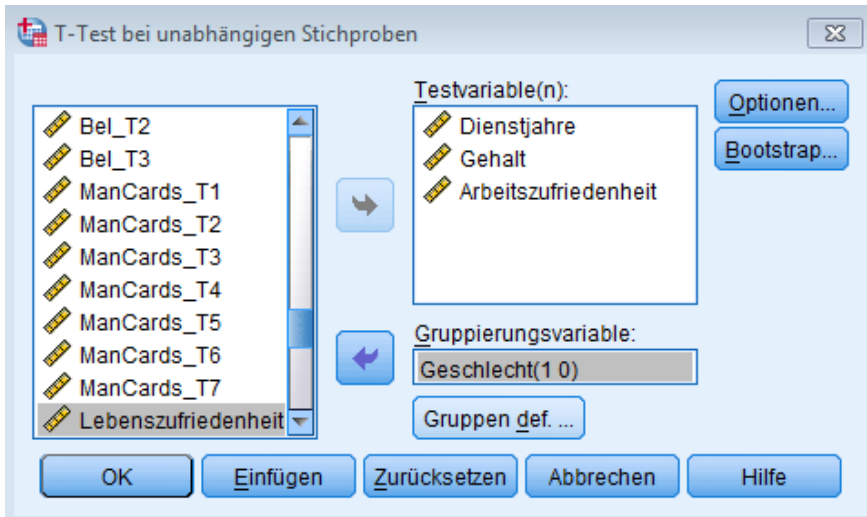 T-Test bei unabhängigen Stichproben
Bel_T2
Bel_T3
ManCards_T1
ManCards_T2
ManCards_T3
ManCards_T4
ManCards_T5
ManCards_T6
ManCards_T7
Lebenszufriedenheit
Testvariable(n):
Dienstjahre
Gehalt
Arbeitszufriedenheit
Gruppierungsvariable:
Geschlecht(1 0)
Gruppen def. ...
Optionen...
Bootstrap...
OK
Einfügen
Zurücksetzen
Abbrechen
Hilfe